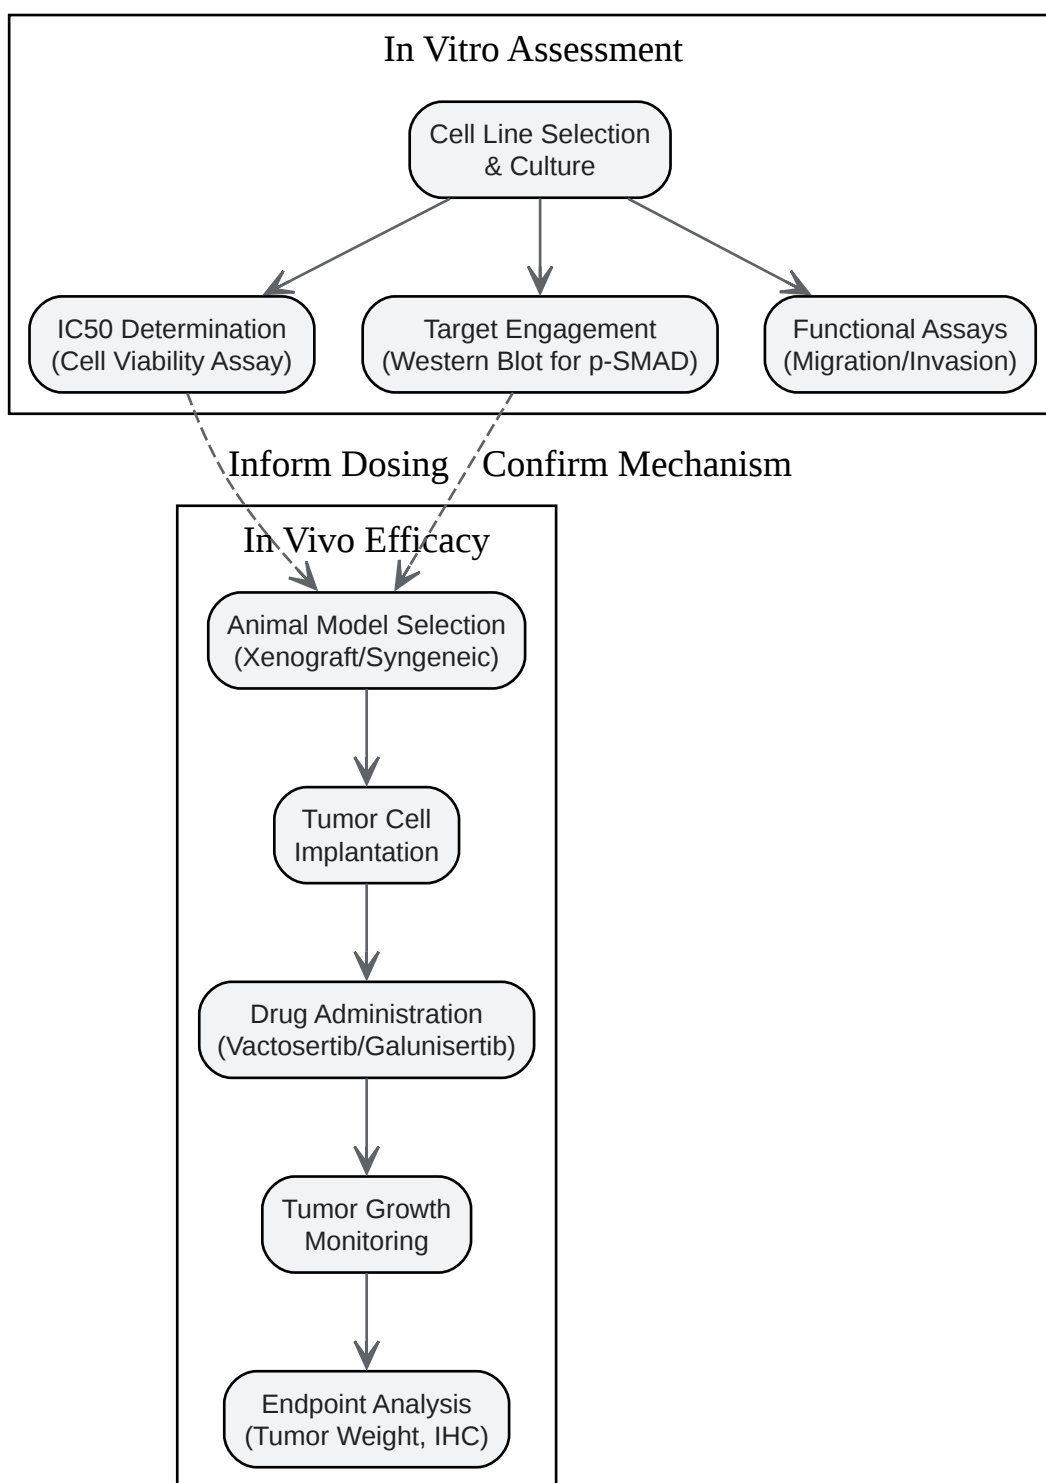 In Vitro Assessment
Cell Line Selection
& Culture
IC50 Determination
(Cell Viability Assay)
Target Engagement
(Western Blot for p-SMAD)
Functional Assays
(Migration/Invasion)
Inform Dosing
Confirm Mechanism
In Vivo Efficacy
Animal Model Selection
(Xenograft/Syngeneic)
Tumor Cell
Implantation
Drug Administration
(Vactosertib/Galunisertib)
Tumor Growth
Monitoring
Endpoint Analysis
(Tumor Weight, IHC)